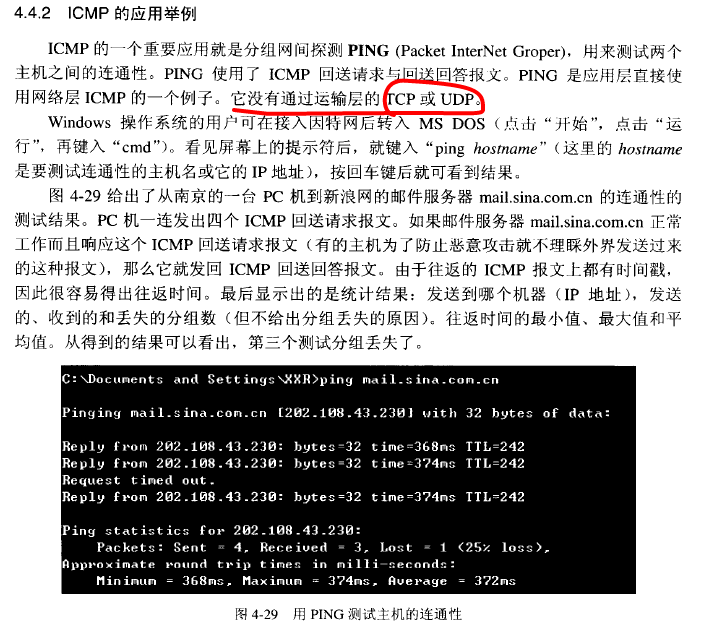 4.4.2 ICMP 的应用举例
ICMP 的一个重要应用就是分组网间探测 PING (Packet InterNet Groper)，用来测试两个
主机之间的连通性。PING 使用了 ICMP 回送请求与回送回答报文。PING 是应用层直接使
用网络层 ICMP 的一个例子。它没有通过运输层的 TCP 或 UDP。
Windows 操作系统的用户可在接入因特网后转入 MS DOS（点击“开始”，点击“运
行”，再键入“cmd”）。看见屏幕上的提示符后，就键入“ping hostname”（这里的 hostname
是要测试连通性的主机名或它的 IP 地址），按回车键后就可看到结果。
图 4-29 给出了从南京的一台 PC 机到新浪网的邮件服务器 mail.sina.com.cn 的连通性的
测试结果。PC 机一连发出四个 ICMP 回送请求报文。如果邮件服务器 mail.sina.com.cn 正常
工作而且响应这个 ICMP 回送请求报文（有的主机为了防止恶意攻击就不理睬外界发送过来
的这种报文），那么它就发回 ICMP 回送回答报文。由于往返的 ICMP 报文上都有时间戳，
因此很容易得出往返时间。最后显示出的是统计结果：发送到哪个机器（IP 地址），发送
的、收到的和丢失的分组数（但不给出分组丢失的原因）。往返时间的最小值、最大值和平
均值。从得到的结果可以看出，第三个测试分组丢失了。
C:\Documents and Settings\XXR>ping mail.sina.com.cn
Pinging mail.sina.com.cn [202.108.43.230] with 32 bytes of data:
Reply from 202.108.43.230: bytes=32 time=368ms TTL=242
Reply from 202.108.43.230: bytes=32 time=374ms TTL=242
Request timed out.
Reply from 202.108.43.230: bytes=32 time=374ms TTL=242
Ping statistics for 202.108.43.230:
Packets: Sent = 4, Received = 3, Lost = 1 (25% loss),
Approximate round trip times in milli-seconds:
Minimum = 368ms, Maximum = 374ms, Average = 372ms
图 4-29 用 PING 测试主机的连通性